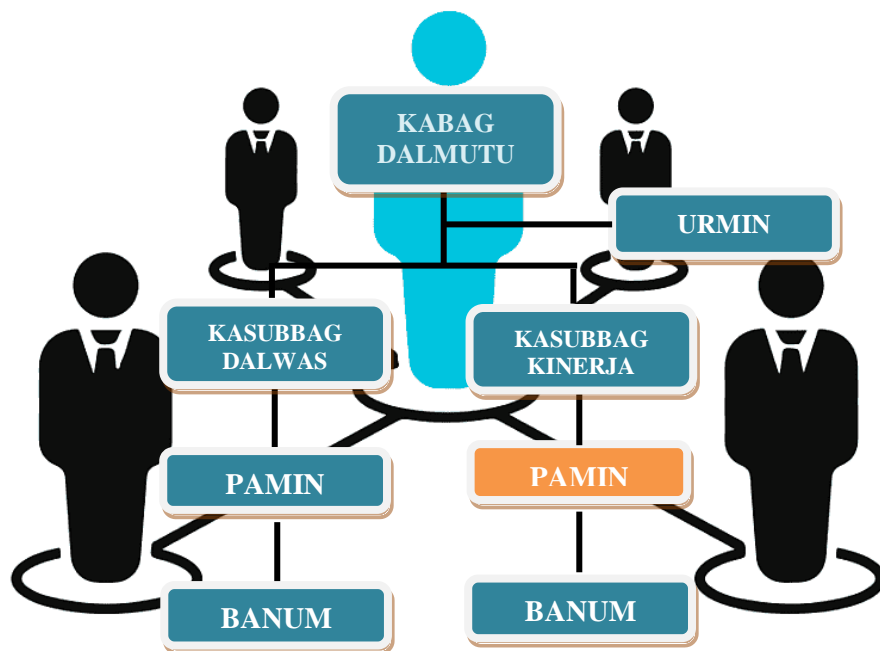 KABAG
DALMUTU
URMIN
KASUBBAG
DALWAS
KASUBBAG
KINERJA
PAMIN
PAMIN
BANUM
BANUM